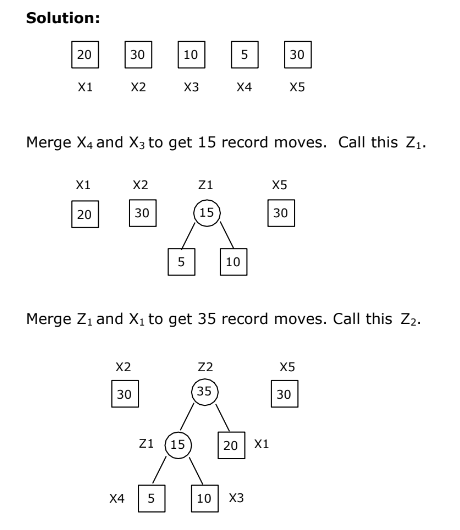 Solution:
20 30 10 5 30
X1 X2 X3 X4 X5
Merge X4 and X3 to get 15 record moves. Call this Z1.
X1 X2 Z1 X5
20 30 15 30
5 10
Merge Z1 and X1 to get 35 record moves. Call this Z2.
X2 Z2 X5
30 35 30
Z1 15 20 X1
X4 5 10 X3